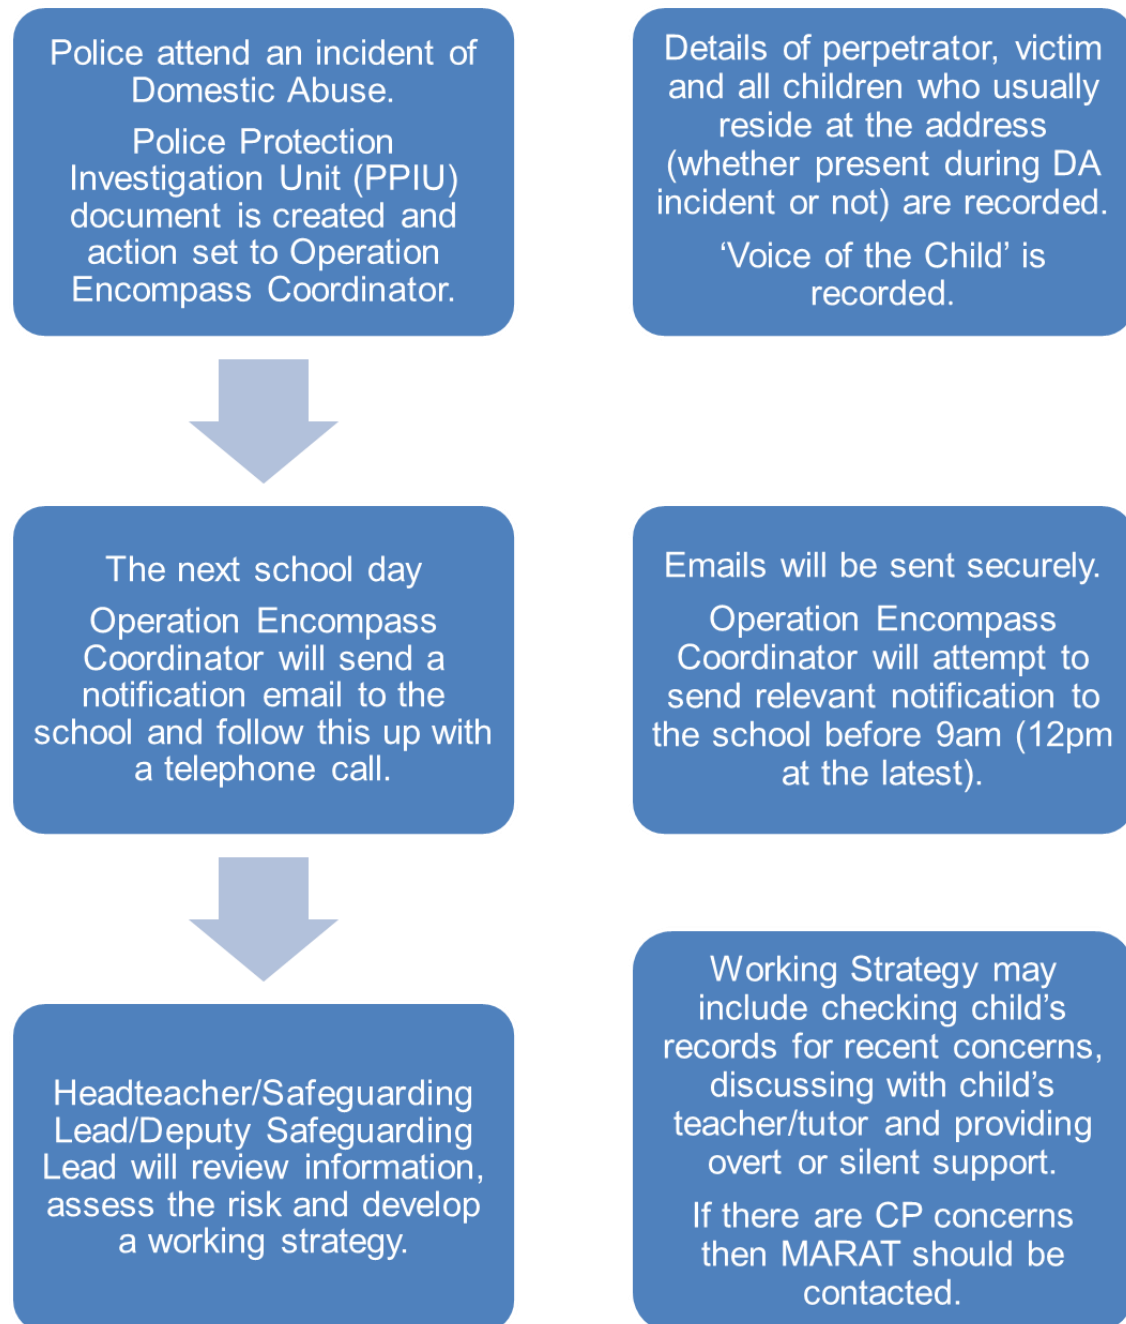 Police attend an incident of
Domestic Abuse.
Police Protection
Investigation Unit (PPIU)
document is created and
action set to Operation
Encompass Coordinator.
Details of perpetrator, victim
and all children who usually
reside at the address
(whether present during DA
incident or not) are recorded.
‘Voice of the Child’ is
recorded.
The next school day
Operation Encompass
Coordinator will send a
notification email to the
school and follow this up with
a telephone call.
Emails will be sent securely.
Operation Encompass
Coordinator will attempt to
send relevant notification to
the school before 9am (12pm
at the latest).
Headteacher/Safeguarding
Lead/Deputy Safeguarding
Lead will review information,
assess the risk and develop
a working strategy.
Working Strategy may
include checking child’s
records for recent concerns,
discussing with child’s
teacher/tutor and providing
overt or silent support.
If there are CP concerns
then MARAT should be
contacted.